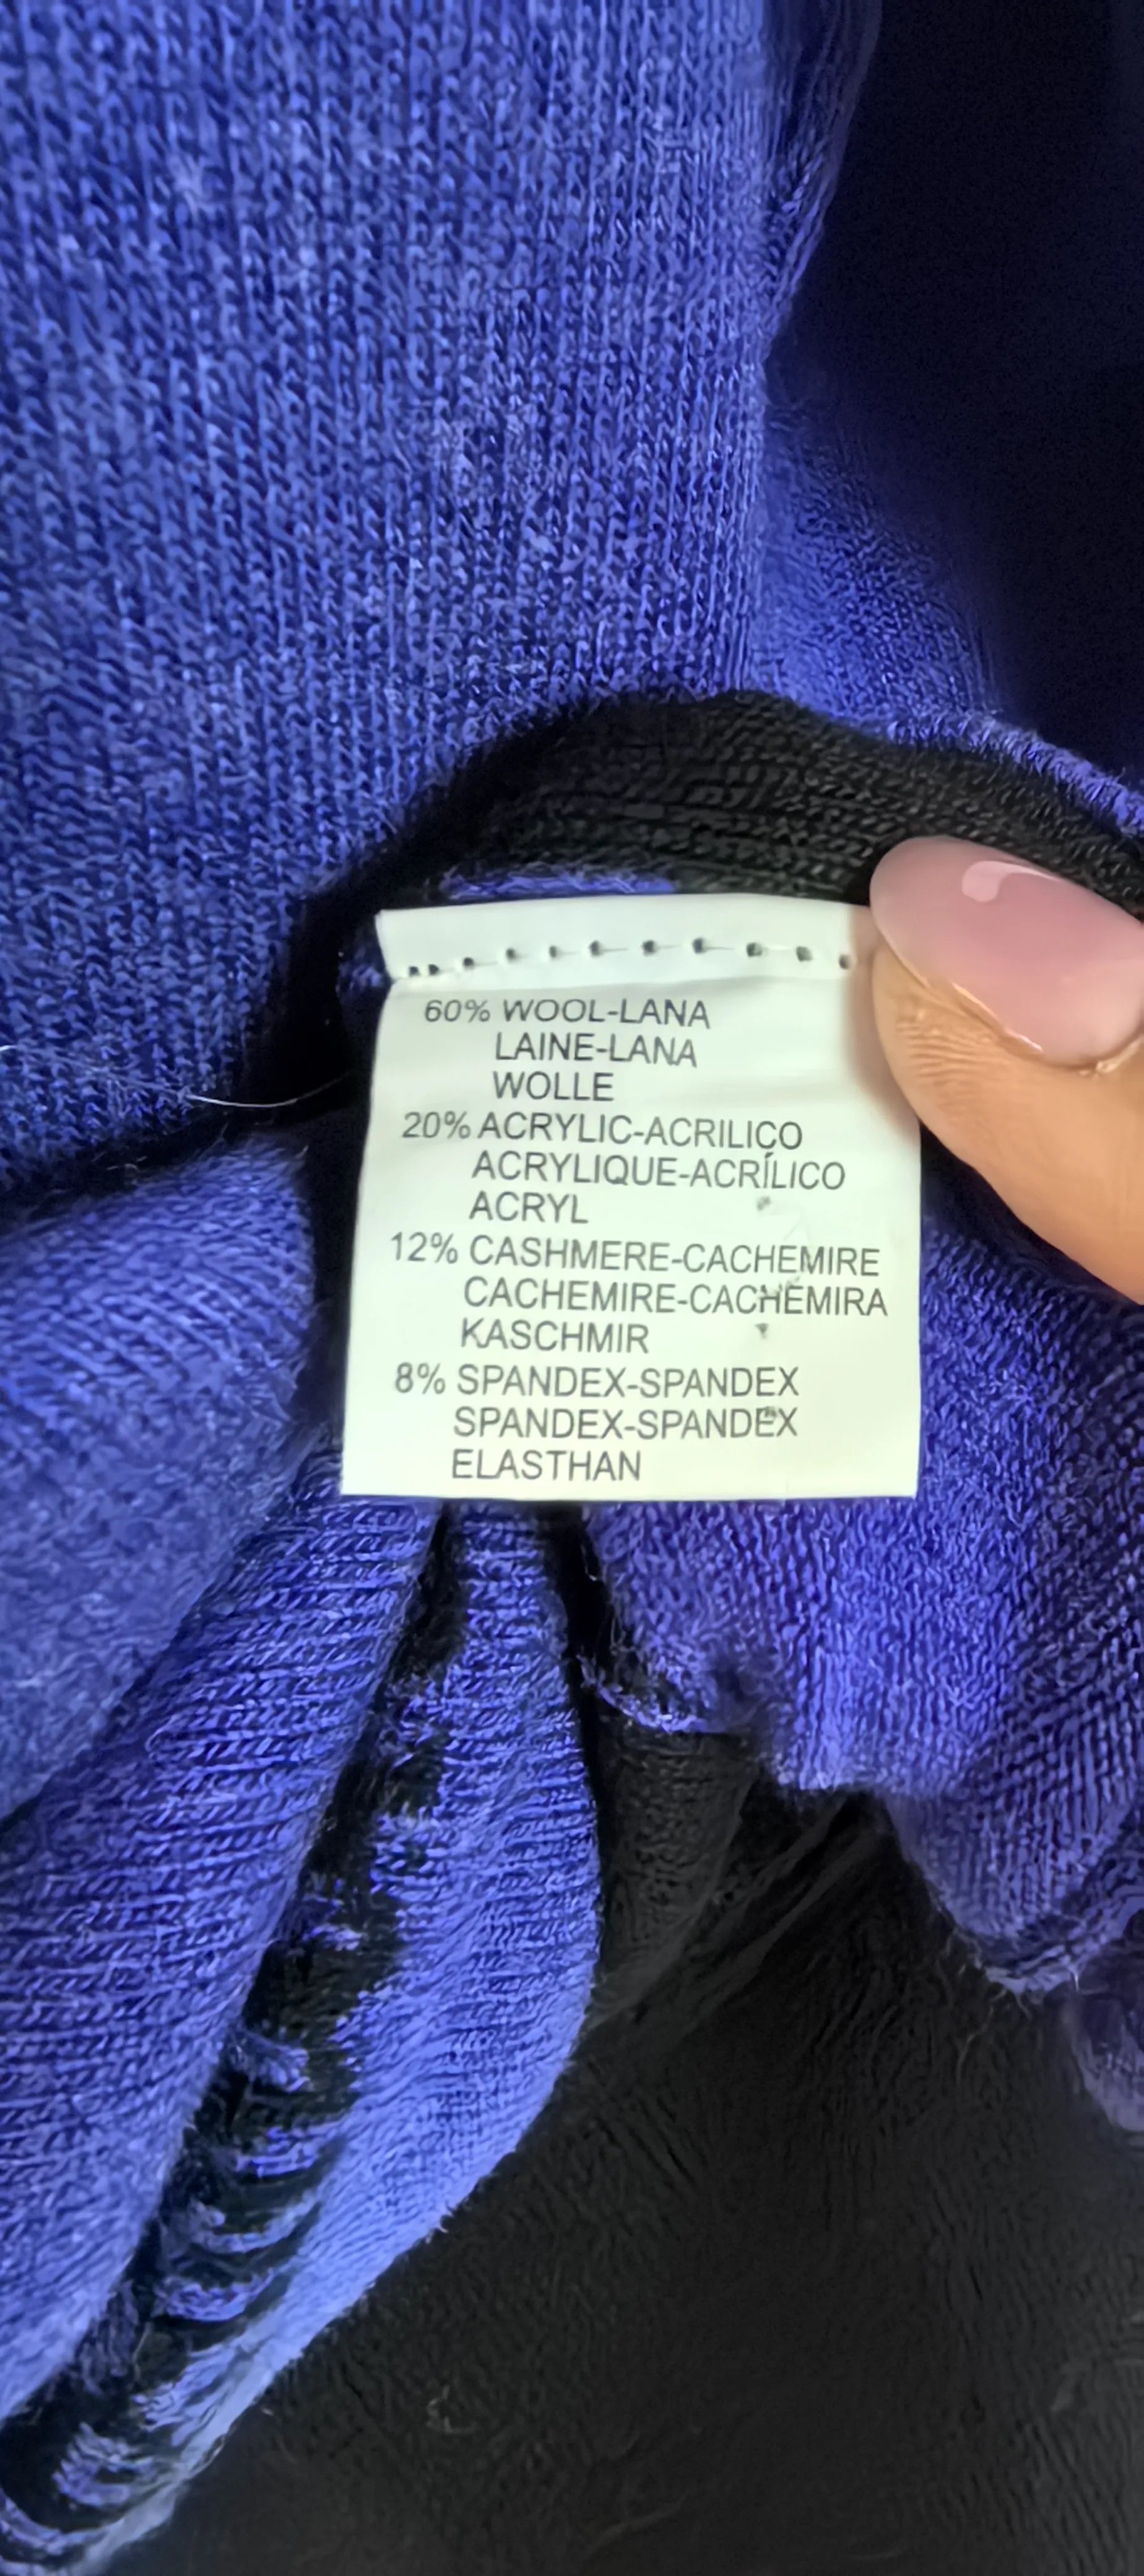 60% WOOL-LANA
LAINE-LANA
WOLLE
20% ACRYLIC-ACRILICO
ACRYLIQUE-ACRÍLICO
ACRYL
12% CASHMERE-CACHEMIRE
CACHEMIRE-CACHEMIRA
KASCHMIR
8% SPANDEX-SPANDEX
SPANDEX-SPANDEX
ELASTHAN